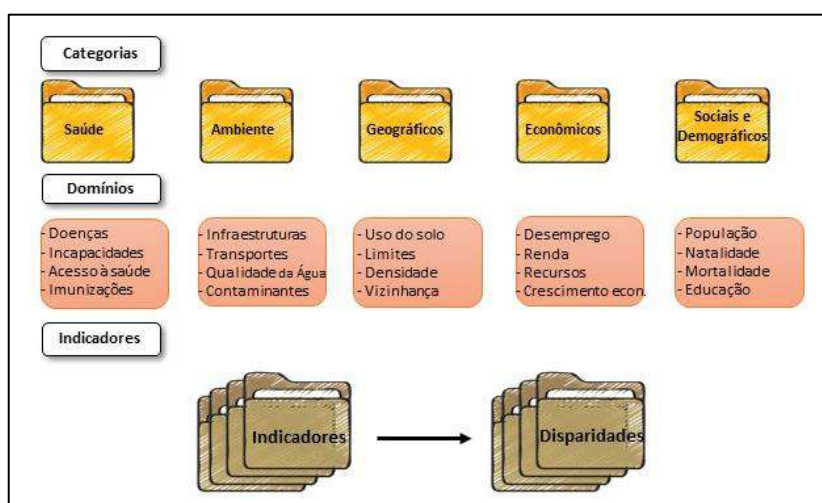 Categorias
Saúde
Ambiente
Geográficos
Econômicos
Sociais e
Demográficos
Domínios
- Doenças
- Incapacidades
- Acesso à saúde
- Imunizações
- Infraestruturas
- Transportes
- Qualidade da Água
- Contaminantes
- Uso do solo
- Limites
- Densidade
- Vizinhança
- Desemprego
- Renda
- Recursos
- Crescimento econ.
- População
- Natalidade
- Mortalidade
- Educação
Indicadores
Indicadores
Disparidades